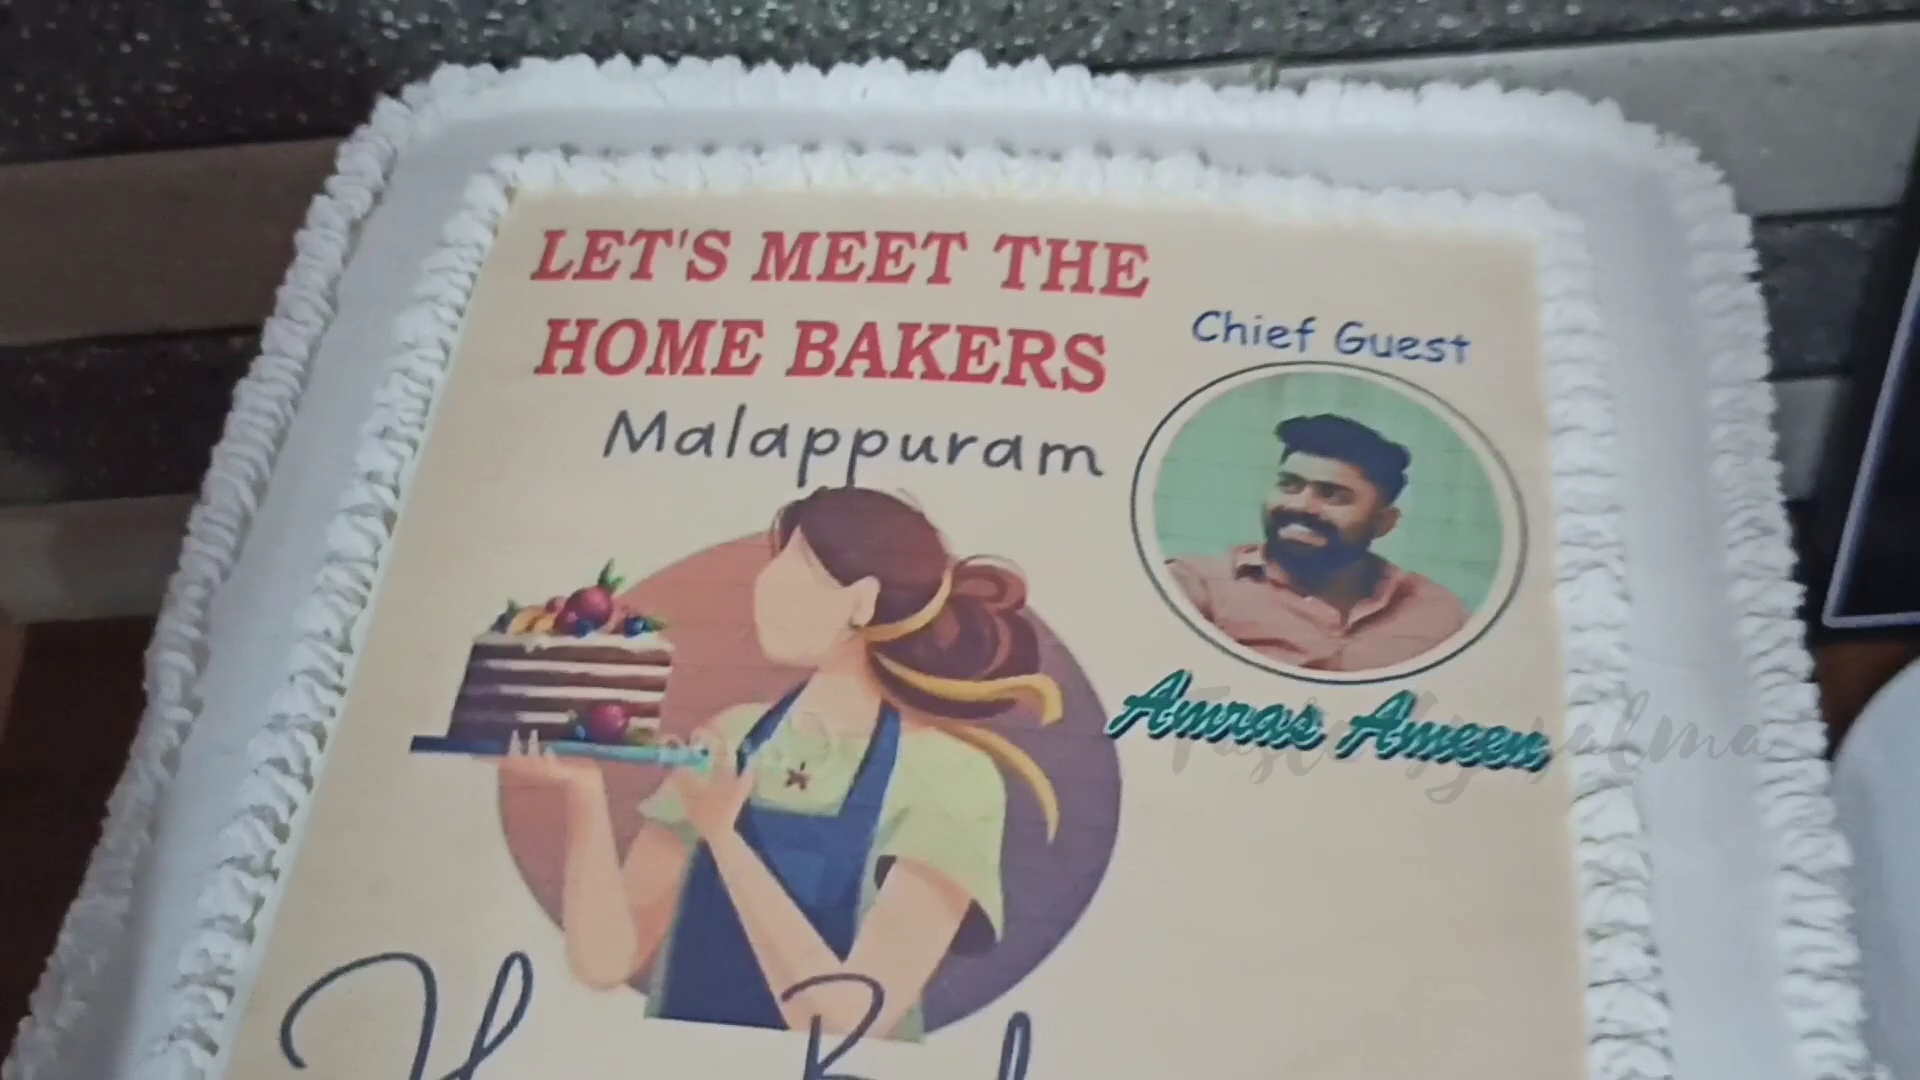 LET'S MEET THE
HOME BAKERS
Malappuram
Chief Guest
Amras Ameen